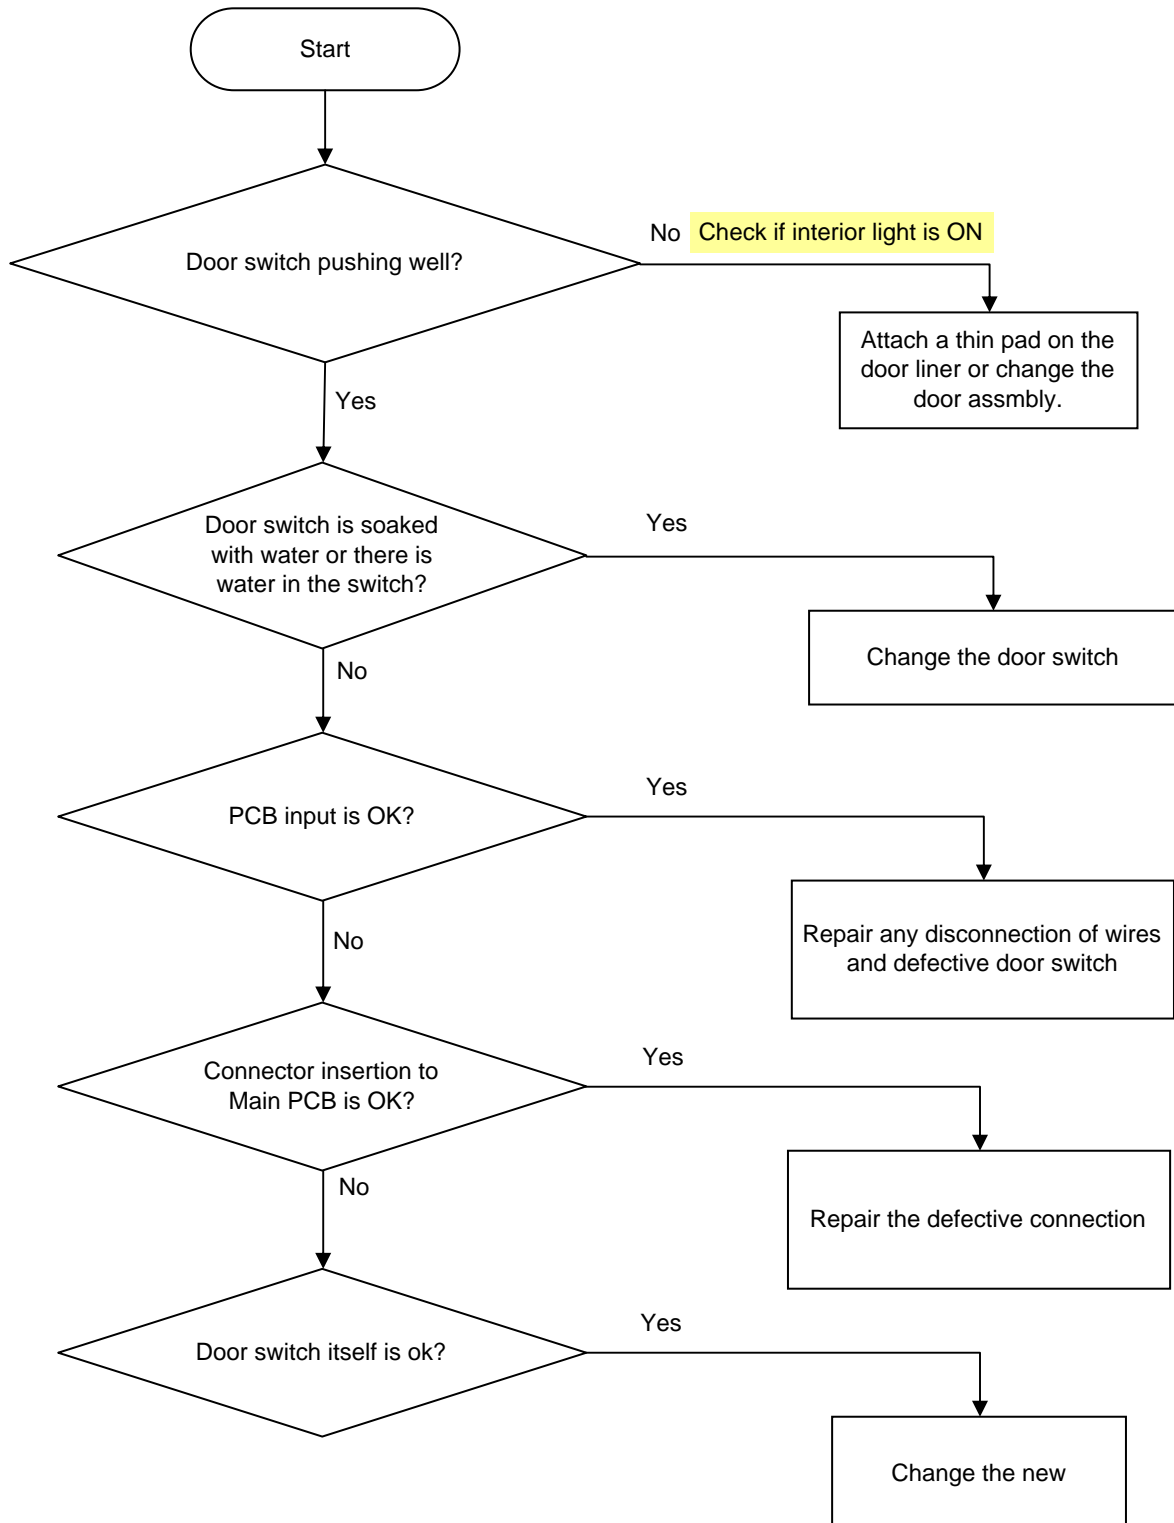 Start
Door switch pushing well?
No
Check if interior light is ON
Attach a thin pad on the
door liner or change the
door assmbly.
Yes
Door switch is soaked
with water or there is
water in the switch?
Yes
Change the door switch
No
PCB input is OK?
Yes
Repair any disconnection of wires
and defective door switch
No
Connector insertion to
Main PCB is OK?
Yes
Repair the defective connection
No
Door switch itself is ok?
Yes
Change the new